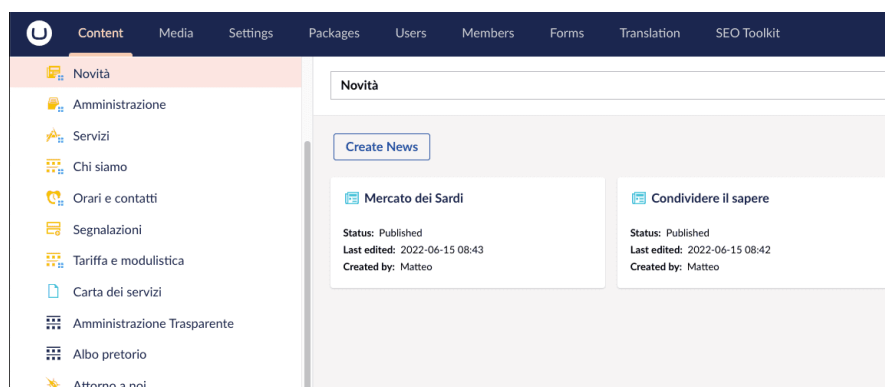 Content Media Settings Packages Users Members Forms Translation SEO Toolkit
Novità
Amministrazione
Servizi
Chi siamo
Orari e contatti
Segnalazioni
Tariffa e modulistica
Carta dei servizi
Amministrazione Trasparente
Albo pretorio
Attorno a noi
Novità
Create News
Mercato dei Sardi
Status: Published
Last edited: 2022-06-15 08:43
Created by: Matteo
Condividere il sapere
Status: Published
Last edited: 2022-06-15 08:42
Created by: Matteo